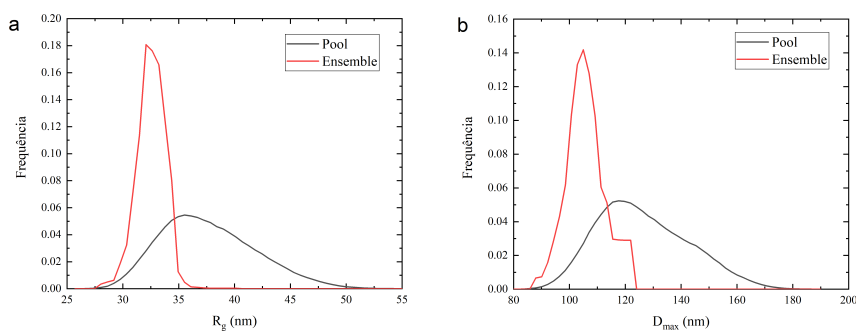 a
0.20
0.18
0.16
0.14
0.12
0.10
0.08
0.06
0.04
0.02
0.00
Frequência
Pool
Ensemble
25 30 35 40 45 50 55
Rg (nm)
b
0.16
0.14
0.12
0.10
0.08
0.06
0.04
0.02
0.00
Frequência
Pool
Ensemble
80 100 120 140 160 180 200
Dmax (nm)